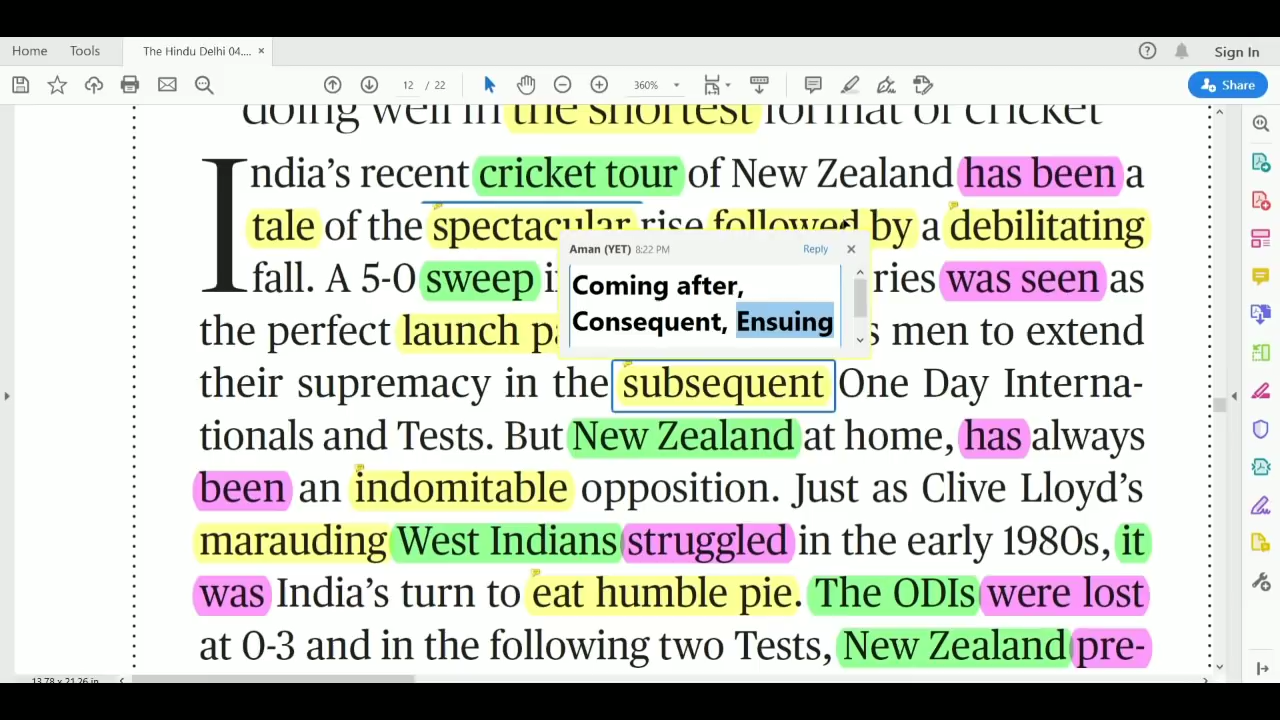 Home Tools The Hindu Delhi 04.... × Sign In
12 / 22 360% Share
doing well in the shortest format of cricket
India's recent cricket tour of New Zealand has been a
tale of the spectacular rise followed by a debilitating
Aman (YET) 8:22 PM Reply
Coming after,
Consequent, Ensuing
fall. A 5-0 sweep ries was seen as
the perfect launch men to extend
their supremacy in the subsequent One Day Interna-
tionals and Tests. But New Zealand at home, has always
been an indomitable opposition. Just as Clive Lloyd's
marauding West Indians struggled in the early 1980s, it
was India's turn to eat humble pie. The ODIs were lost
at 0-3 and in the following two Tests, New Zealand pre-
13.78 x 21.26 in